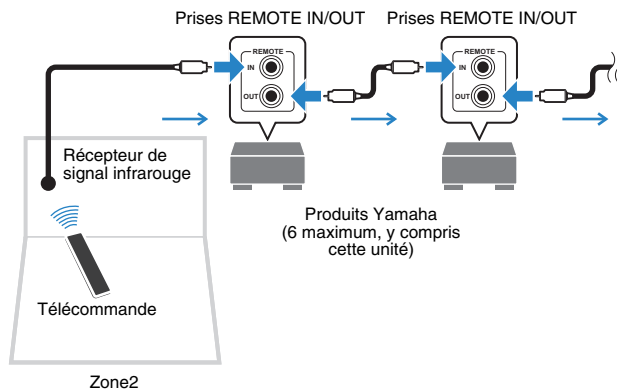 Prises REMOTE IN/OUT
Prises REMOTE IN/OUT
REMOTE
IN
OUT
REMOTE
IN
OUT
Récepteur de
signal infrarouge
Télécommande
Produits Yamaha
(6 maximum, y compris
cette unité)
Zone2